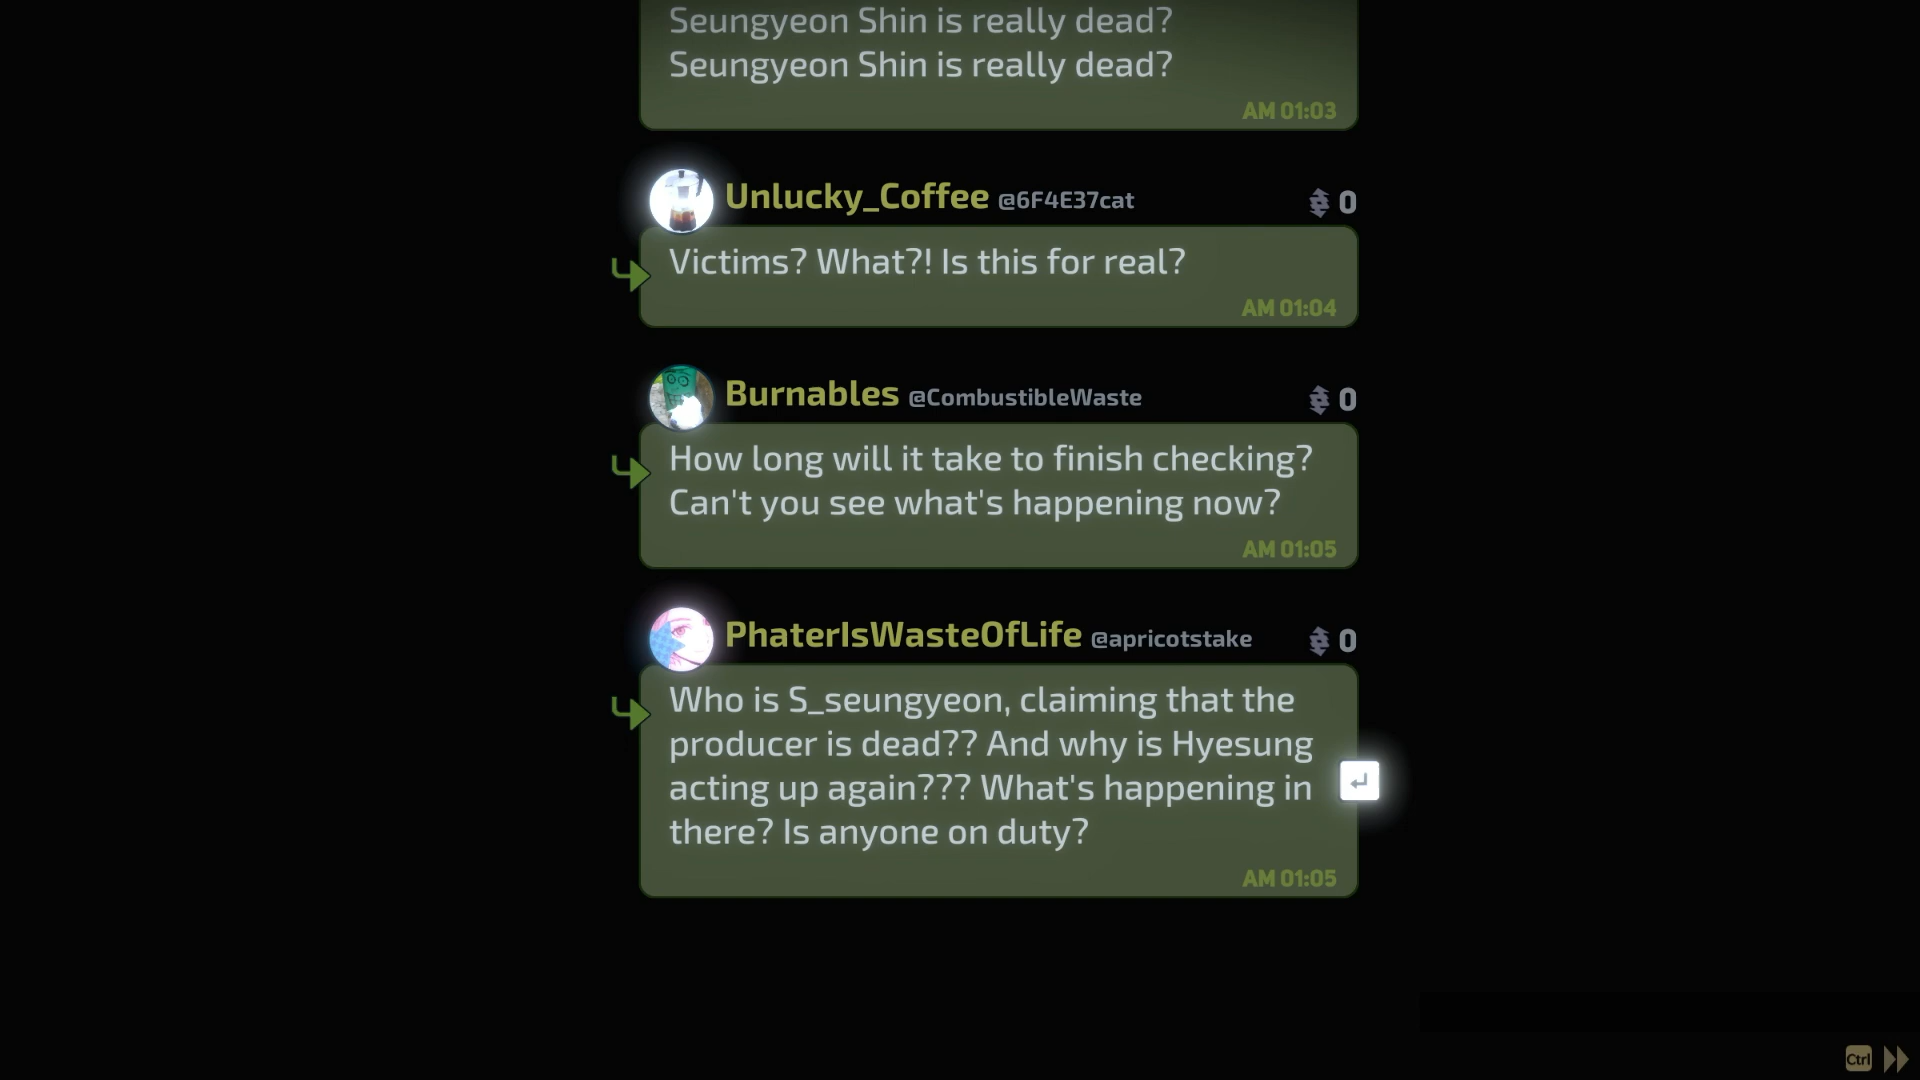 Seungyeon Shin is really dead?
Seungyeon Shin is really dead?
AM 01:03
Unlucky_Coffee @6F4E37cat 0
Victims? What?! Is this for real?
AM 01:04
Burnables @CombustibleWaste 0
How long will it take to finish checking?
Can't you see what's happening now?
AM 01:05
PhaterIsWasteOfLife @apricotstake 0
Who is S_seungyeon, claiming that the
producer is dead?? And why is Hyesung
acting up again??? What's happening in
there? Is anyone on duty?
AM 01:05
Ctrl